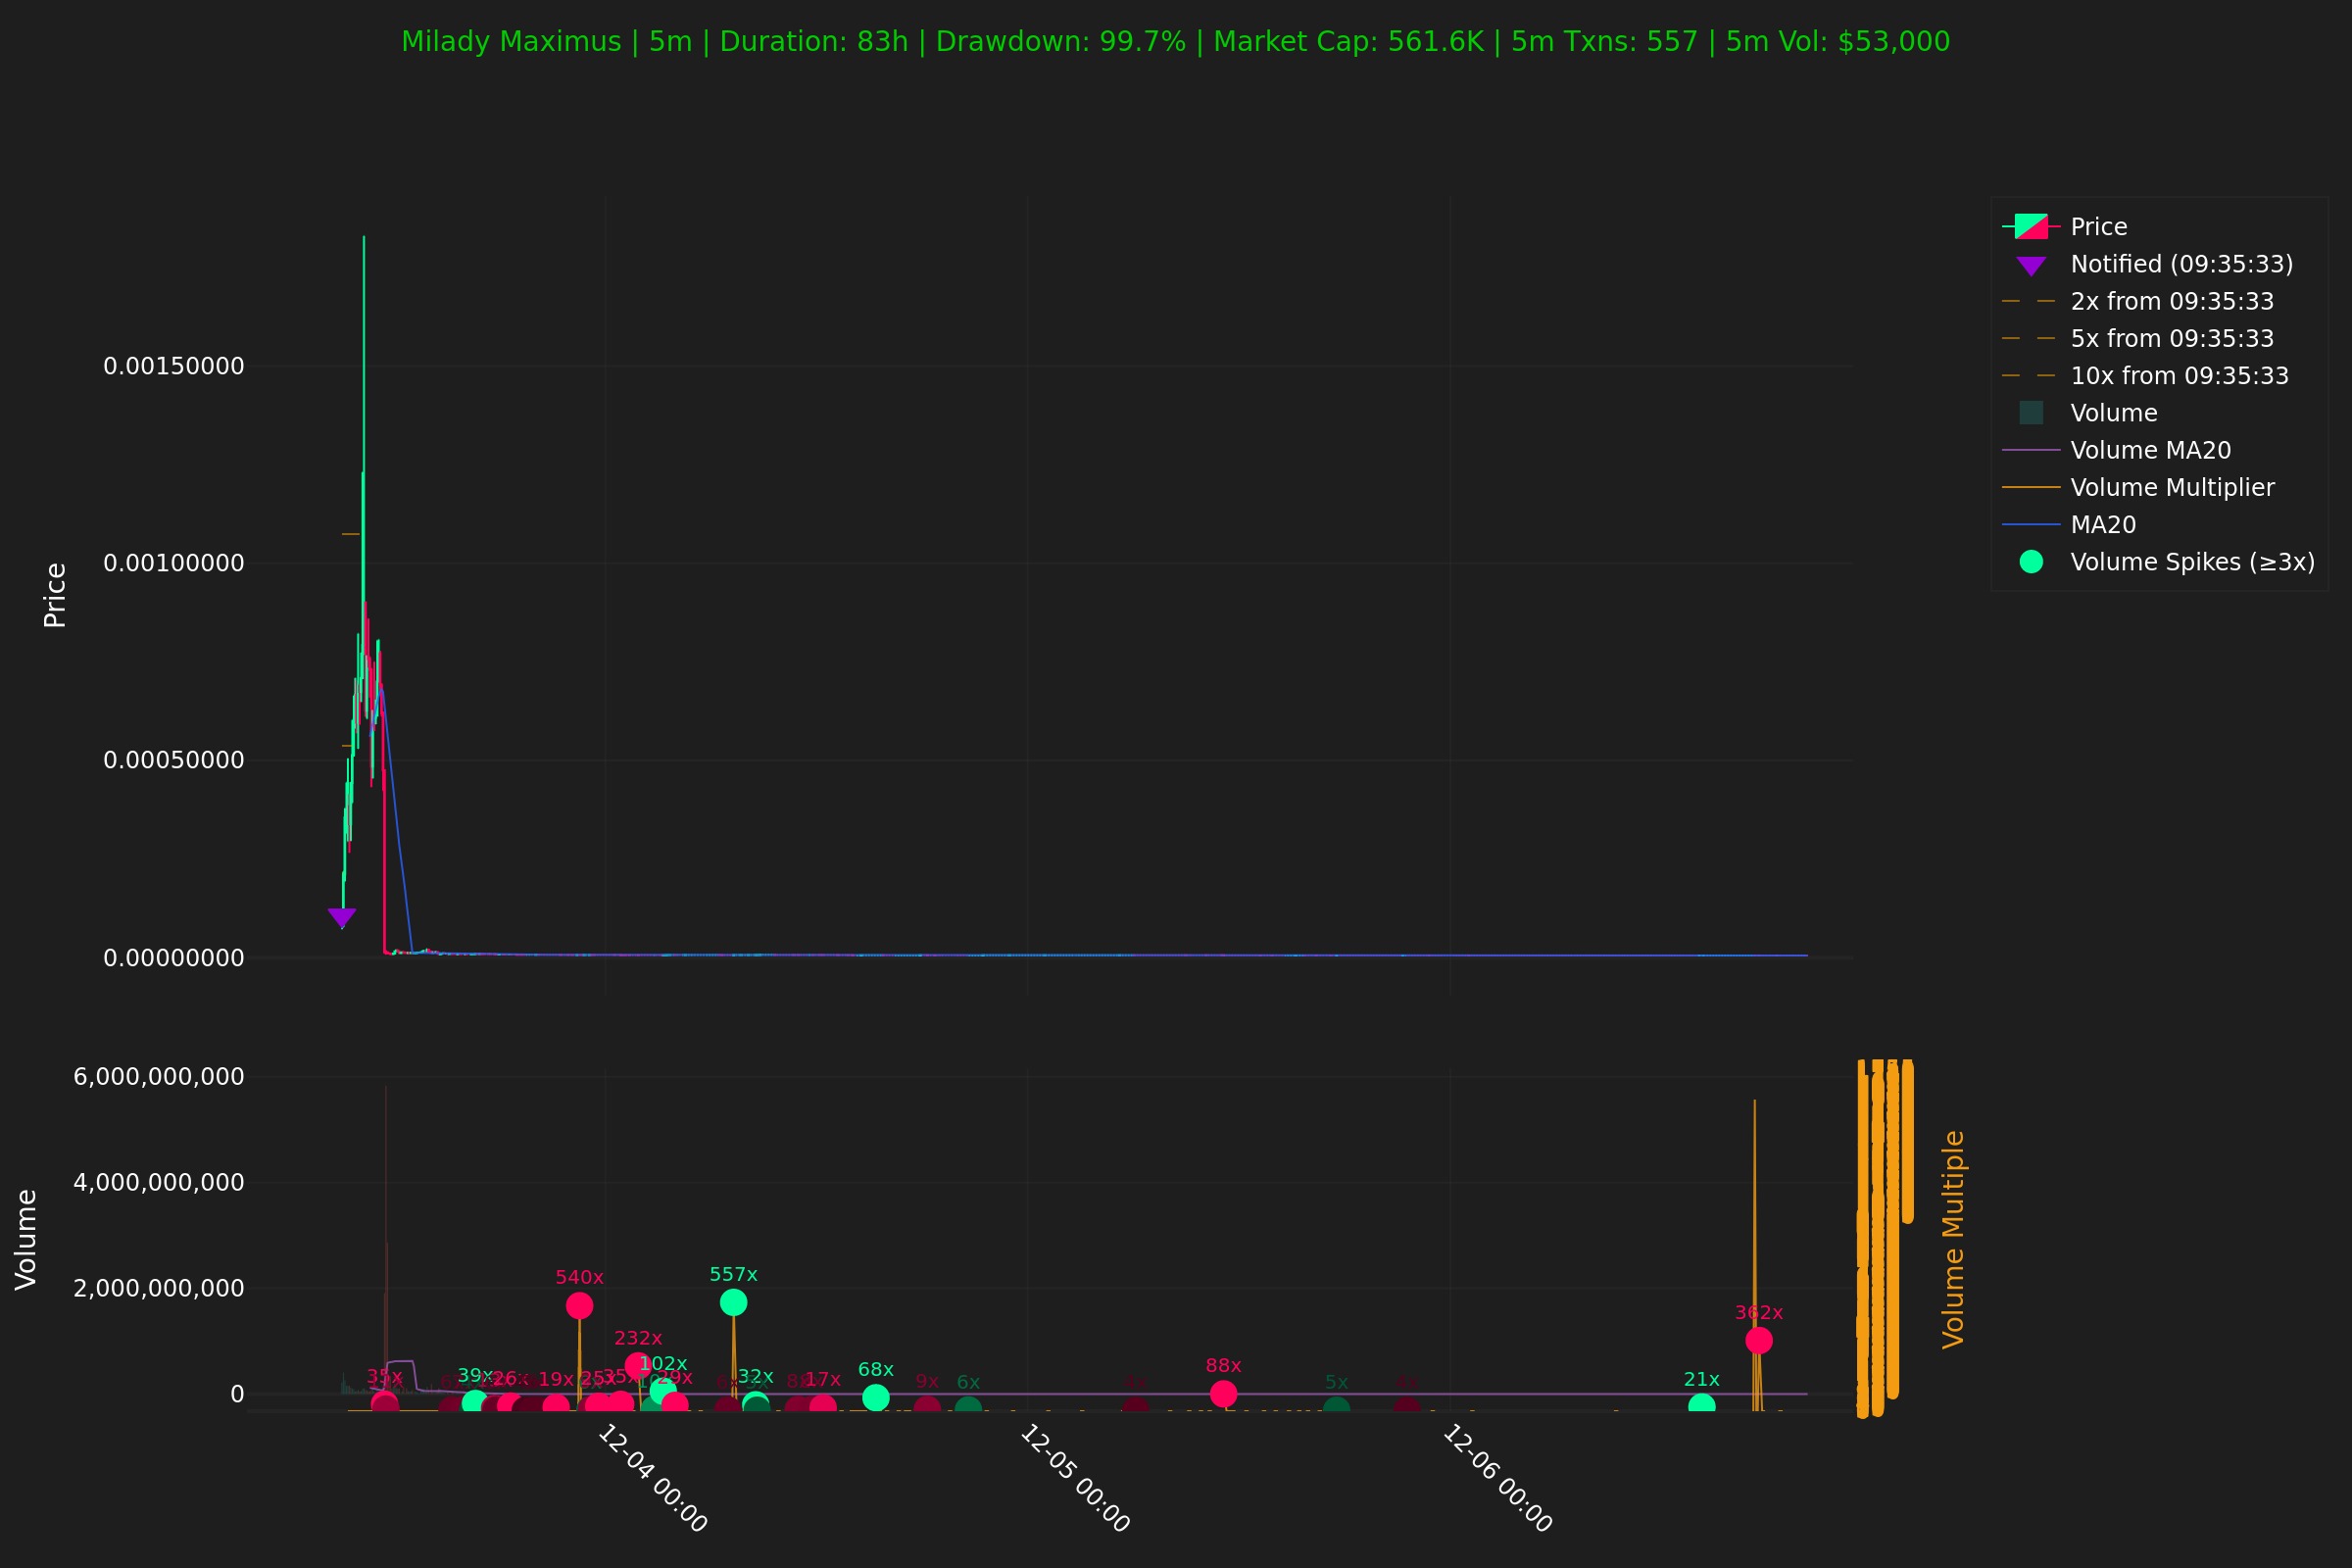 Milady Maximus | 5m | Duration: 83h | Drawdown: 99.7% | Market Cap: 561.6K | 5m Txns: 557 | 5m Vol: $53,000
Price
0.00150000
0.00100000
0.00050000
0.00000000
Price
Notified (09:35:33)
2x from 09:35:33
5x from 09:35:33
10x from 09:35:33
Volume
Volume MA20
Volume Multiplier
MA20
Volume Spikes (≥3x)
Volume
6,000,000,000
4,000,000,000
2,000,000,000
0
540x
557x
232x
362x
102x
35x
39x
26x
19x
25x
35x
29x
32x
17x
68x
9x
6x
88x
5x
21x
Volume Multiple
12-04 00:00
12-05 00:00
12-06 00:00